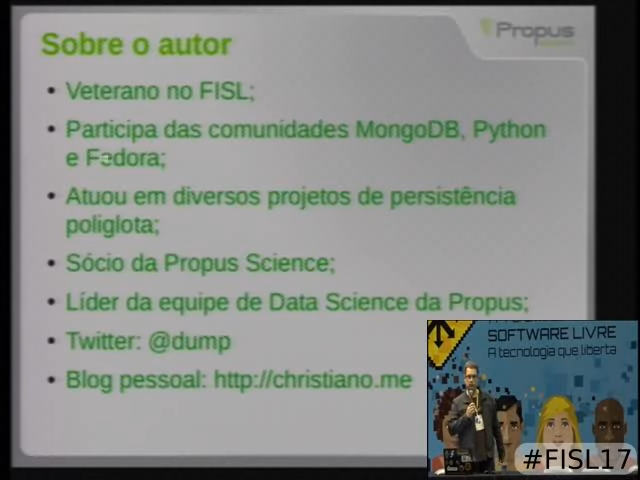 Sobre o autor
Propus
• Veterano no FISL;
• Participa das comunidades MongoDB, Python
e Fedora;
• Atuou em diversos projetos de persistência
poliglota;
• Sócio da Propus Science;
• Líder da equipe de Data Science da Propus;
• Twitter: @dump
• Blog pessoal: http://christiano.me
SOFTWARE LIVRE
A tecnologia que liberta
#FISL17